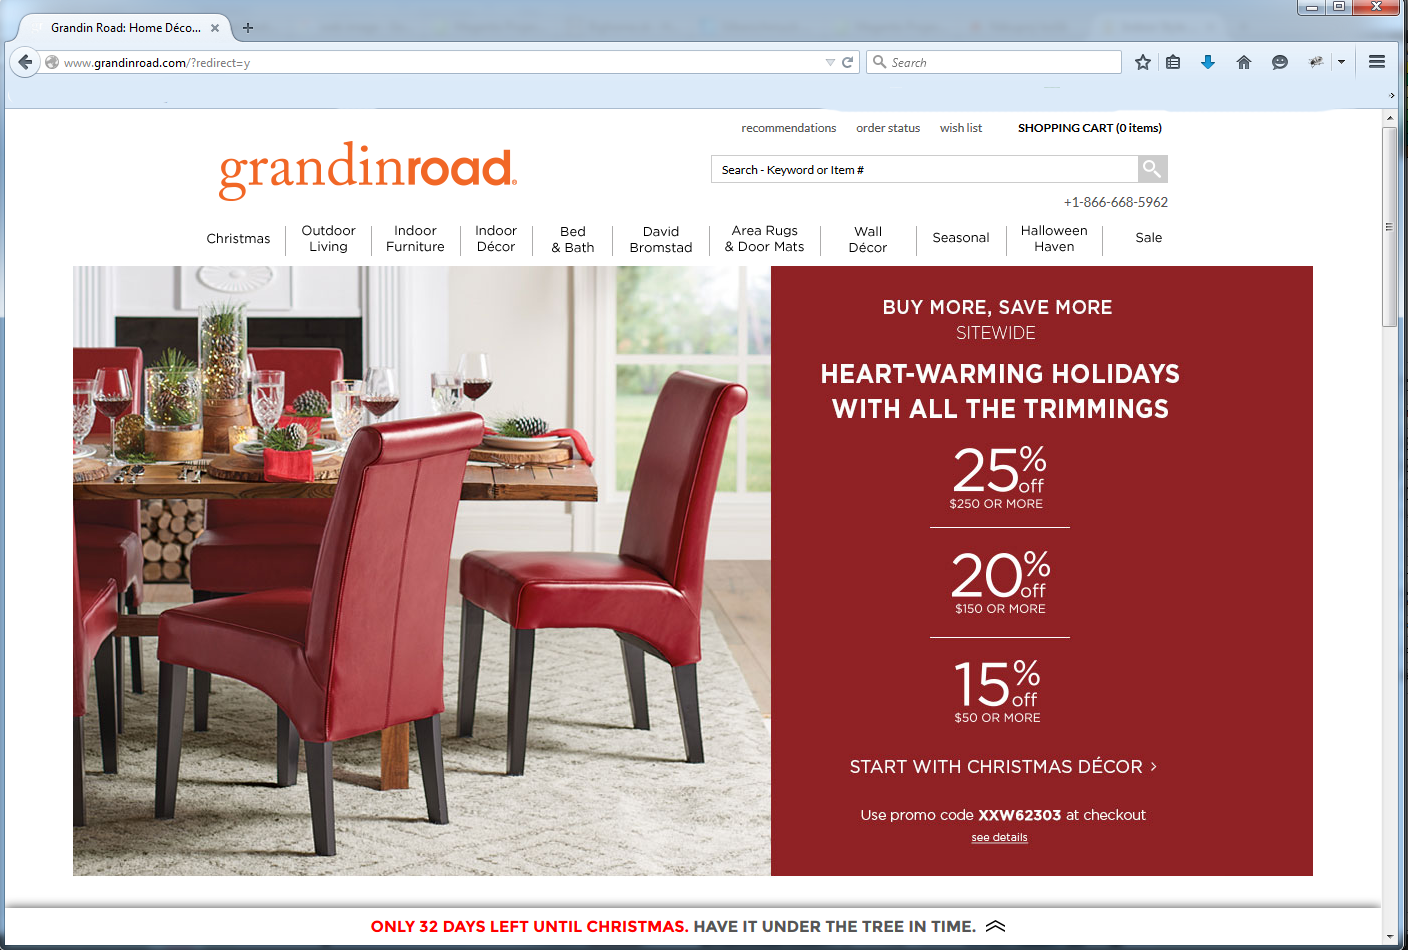 Grandin Road: Home Déco...
www.grandinroad.com/?redirect=y
Search
recommendations order status wish list SHOPPING CART (0 items)
grandinroad.
Search - Keyword or Item #
+1-866-668-5962
Christmas
Outdoor
Living
Indoor
Furniture
Indoor
Décor
Bed
& Bath
David
Bromstad
Area Rugs
& Door Mats
Wall
Décor
Seasonal
Halloween
Haven
Sale
BUY MORE, SAVE MORE
SITEWIDE
HEART-WARMING HOLIDAYS
WITH ALL THE TRIMMINGS
25% off
$250 OR MORE
20% off
$150 OR MORE
15% off
$50 OR MORE
START WITH CHRISTMAS DÉCOR >
Use promo code XXW62303 at checkout
see details
ONLY 32 DAYS LEFT UNTIL CHRISTMAS. HAVE IT UNDER THE TREE IN TIME.